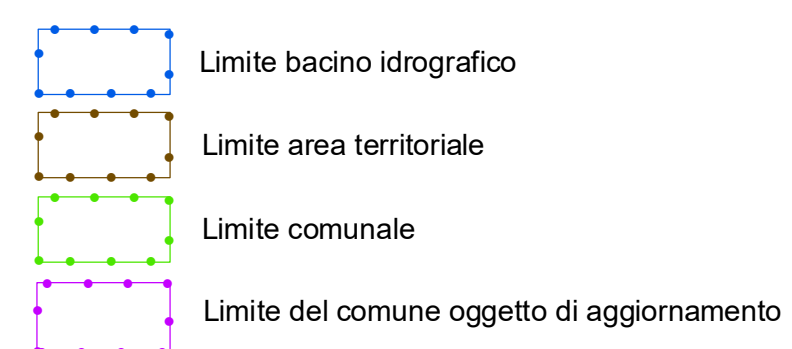 Limite bacino idrografico
Limite area territoriale
Limite comunale
Limite del comune oggetto di aggiornamento